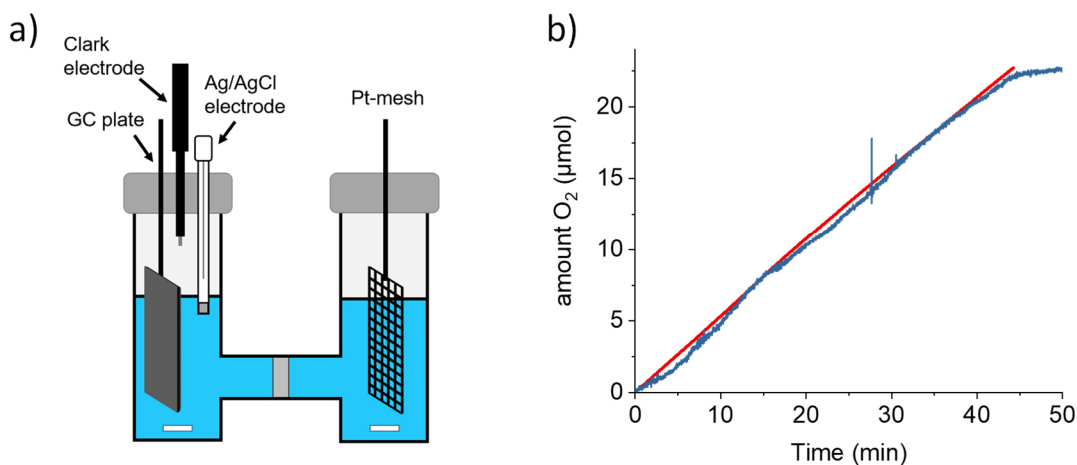 a)
Clark
electrode
GC plate
Ag/AgCl
electrode
Pt-mesh
b)
amount O₂ (µmol)
20
15
10
5
0
0
10
20
30
40
50
Time (min)